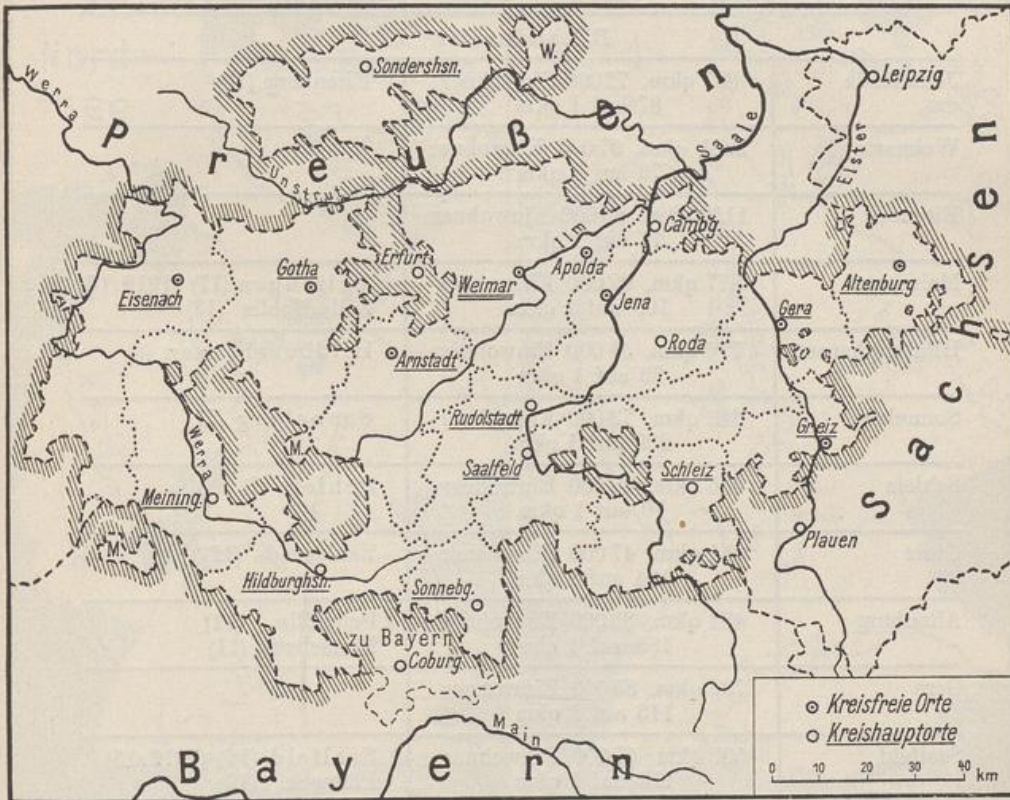 Sondershsn.
W.
Leipzig
Werra
Preußen
Saale
Elster
Unstrut
Sachsen
Cambg.
Ilm
Erfurt
Gotha
Weimar
Apolda
Altenburg
Eisenach
Jena
Gera
Arnstadt
Roda
Rudolstadt
Greiz
M.
Saalfeld
Schleiz
Werra
Meining.
Plauen
M.
Hildburghsn.
Sonnebg.
zu Bayern
Coburg
Main
Bayern
Kreisfreie Orte
Kreishauptorte
0 10 20 30 40 km